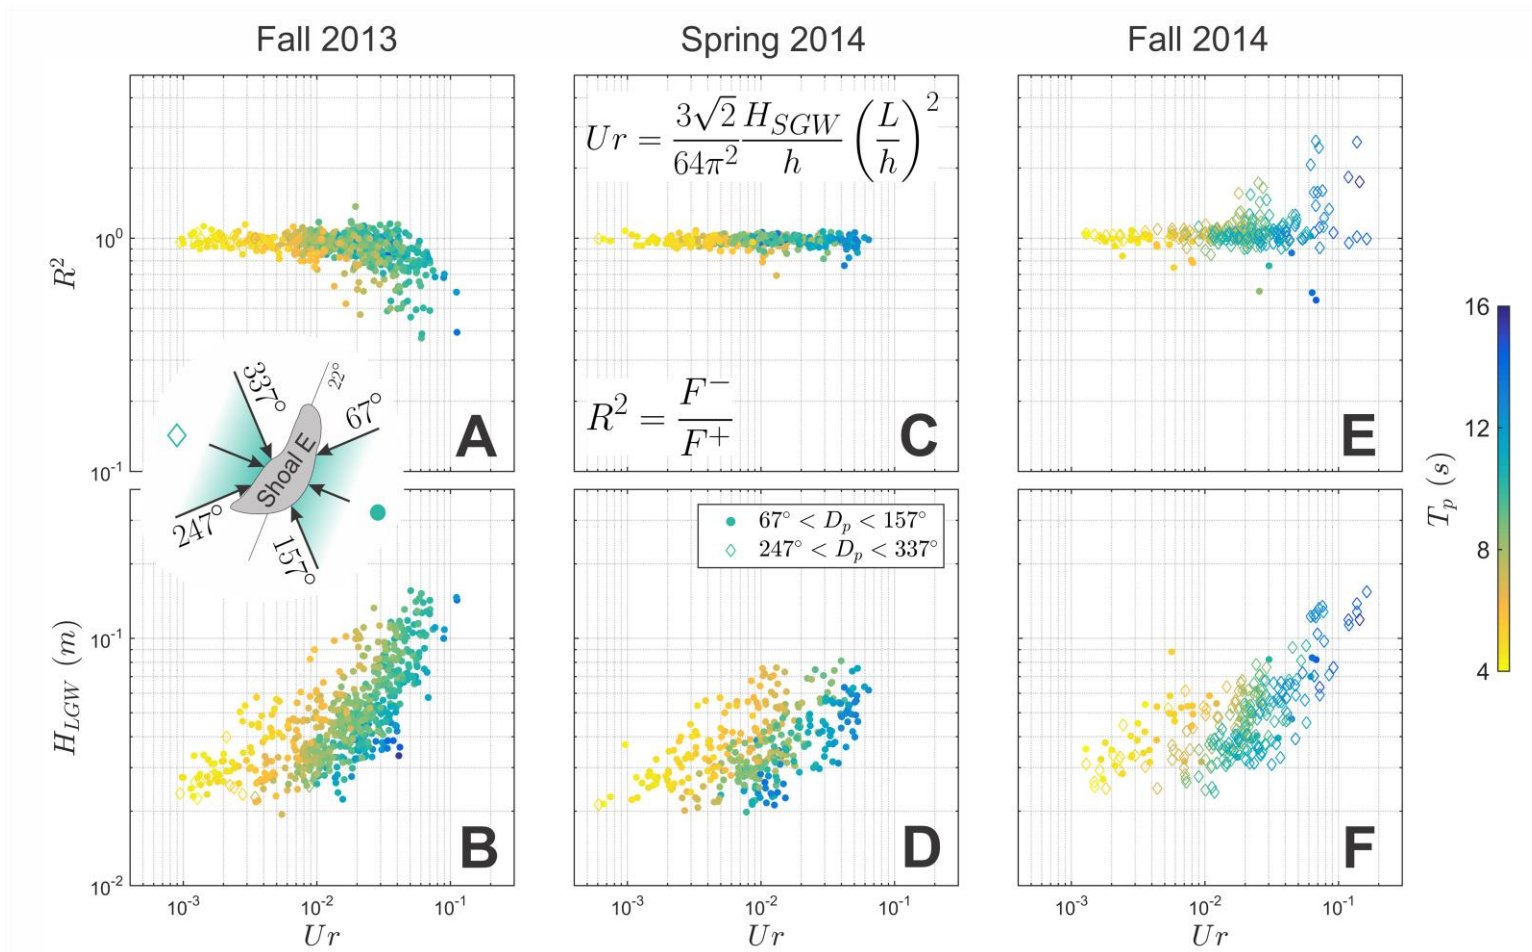 Fall 2013
Spring 2014
Fall 2014
R²
10⁰
10⁻¹
A
Ur = 3√2/64π² H_SGW/h (L/h)²
R² = F⁻/F⁺
C
E
337°
22°
67°
Shoal E
247°
157°
H_LGW (m)
10⁻¹
10⁻²
B
67° < D_p < 157°
247° < D_p < 337°
D
F
10⁻³ 10⁻² 10⁻¹
Ur
10⁻³ 10⁻² 10⁻¹
Ur
10⁻³ 10⁻² 10⁻¹
Ur
16
12
8
4
T_p (s)